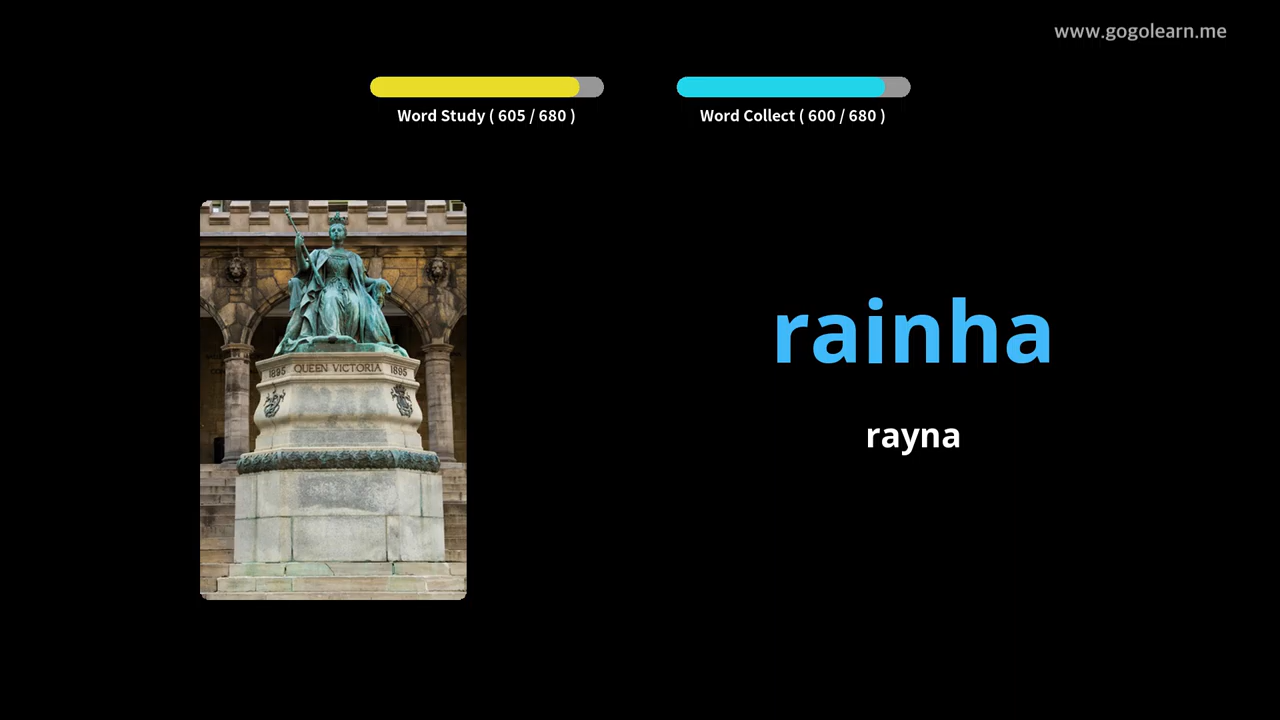 www.gogolearn.me
Word Study ( 605 / 680 )
Word Collect ( 600 / 680 )
1895 QUEEN VICTORIA 1895
rainha
rayna